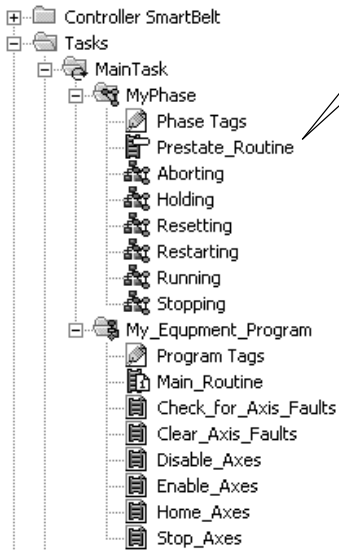 Controller SmartBelt
Tasks
MainTask
MyPhase
Phase Tags
Prestate_Routine
Aborting
Holding
Resetting
Restarting
Running
Stopping
My_Equpment_Program
Program Tags
Main_Routine
Check_for_Axis_Faults
Clear_Axis_Faults
Disable_Axes
Enable_Axes
Home_Axes
Stop_Axes